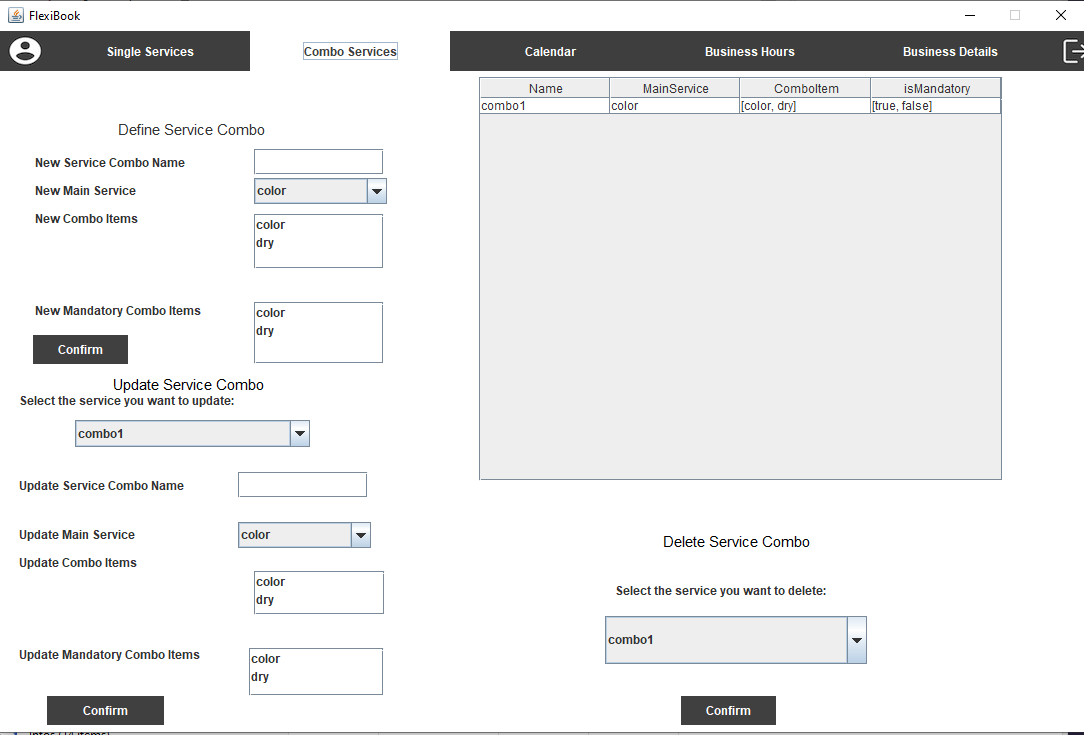 FlexiBook
Single Services
Combo Services
Calendar
Business Hours
Business Details
Define Service Combo
New Service Combo Name
New Main Service
color
New Combo Items
color
dry
New Mandatory Combo Items
color
dry
Confirm
Update Service Combo
Select the service you want to update:
combo1
Update Service Combo Name
Update Main Service
color
Update Combo Items
color
dry
Update Mandatory Combo Items
color
dry
Confirm
Name MainService ComboItem isMandatory
combo1 color [color, dry] [true, false]
Delete Service Combo
Select the service you want to delete:
combo1
Confirm